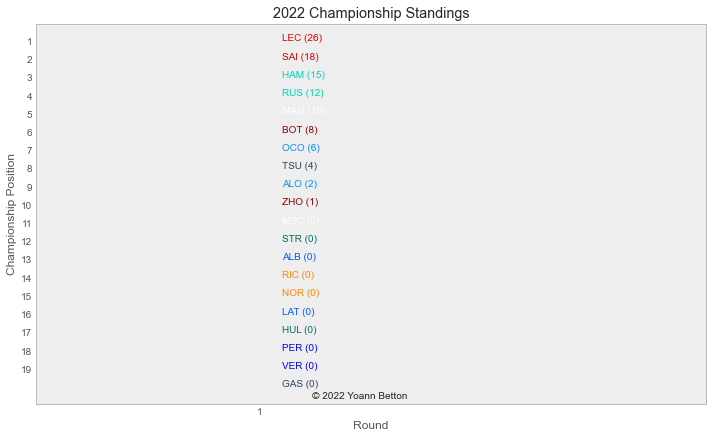 2022 Championship Standings
1 LEC (26)
2 SAI (18)
3 HAM (15)
4 RUS (12)
5 MAG (10)
6 BOT (8)
7 OCO (6)
8 TSU (4)
9 ALO (2)
10 ZHO (1)
11 MSC (0)
12 STR (0)
13 ALB (0)
14 RIC (0)
15 NOR (0)
16 LAT (0)
17 HUL (0)
18 PER (0)
19 VER (0)
GAS (0)
© 2022 Yoann Betton
1
Round
Championship Position